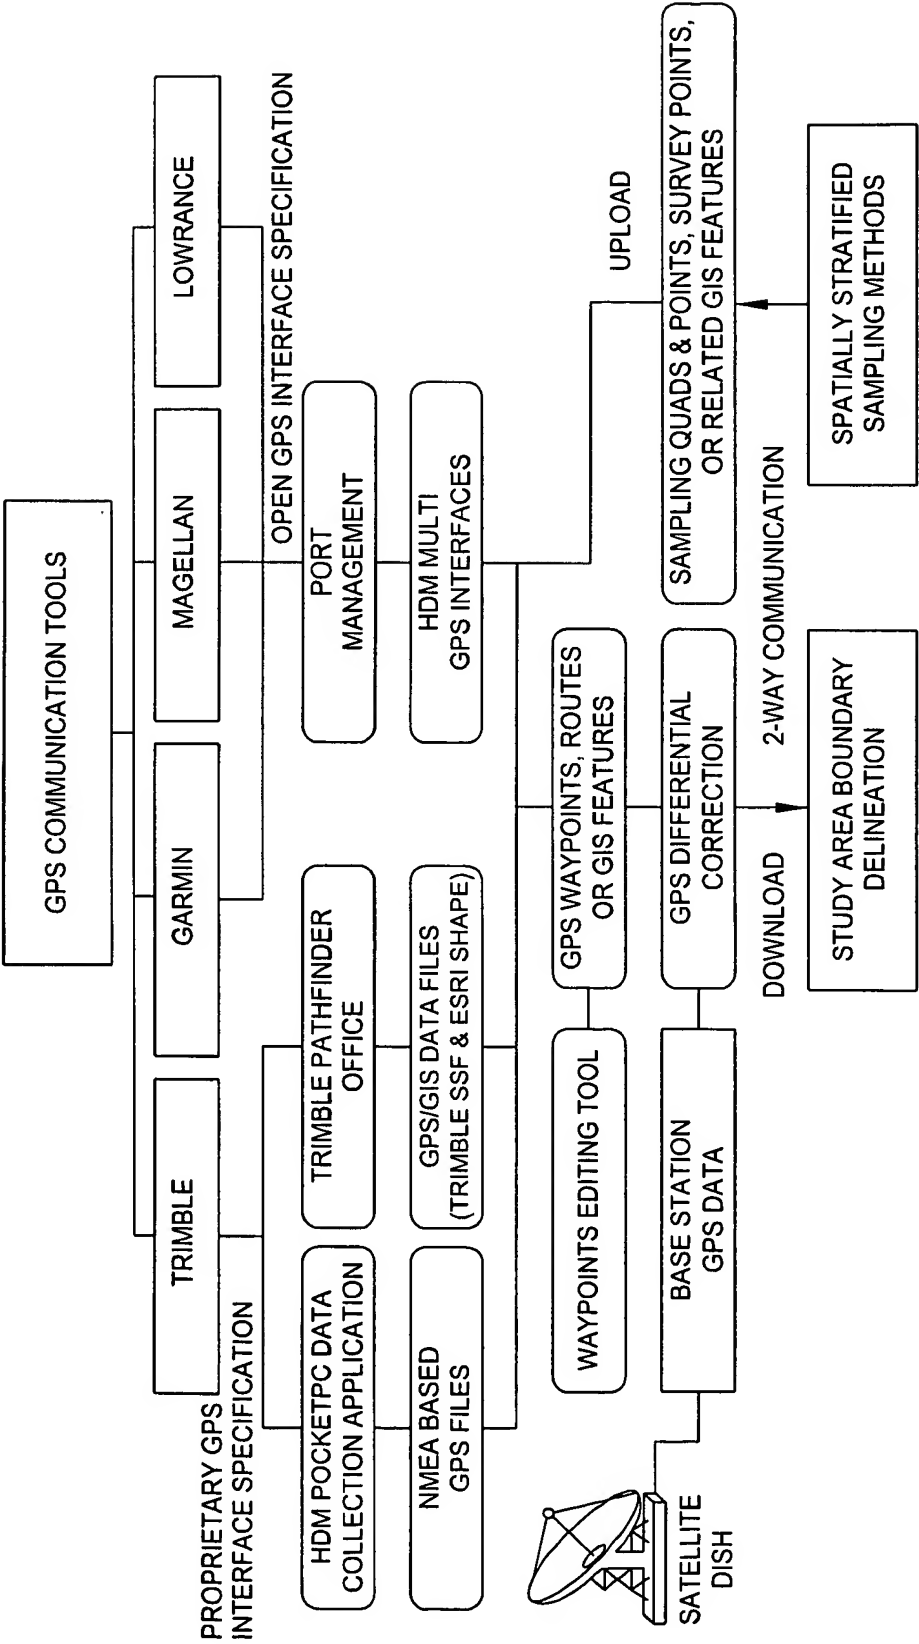 GPS COMMUNICATION TOOLS
TRIMBLE
GARMIN
MAGELLAN
LOWRANCE
PROPRIETARY GPS
INTERFACE SPECIFICATION
OPEN GPS INTERFACE SPECIFICATION
HDM POCKETPC DATA
COLLECTION APPLICATION
TRIMBLE PATHFINDER
OFFICE
PORT
MANAGEMENT
NMEA BASED
GPS FILES
GPS/GIS DATA FILES
(TRIMBLE SSF & ESRI SHAPE)
HDM MULTI
GPS INTERFACES
WAYPOINTS EDITING TOOL
GPS WAYPOINTS, ROUTES
OR GIS FEATURES
UPLOAD
BASE STATION
GPS DATA
GPS DIFFERENTIAL
CORRECTION
SAMPLING QUADS & POINTS, SURVEY POINTS,
OR RELATED GIS FEATURES
SATELLITE
DISH
DOWNLOAD
2-WAY COMMUNICATION
STUDY AREA BOUNDARY
DELINEATION
SPATIALLY STRATIFIED
SAMPLING METHODS